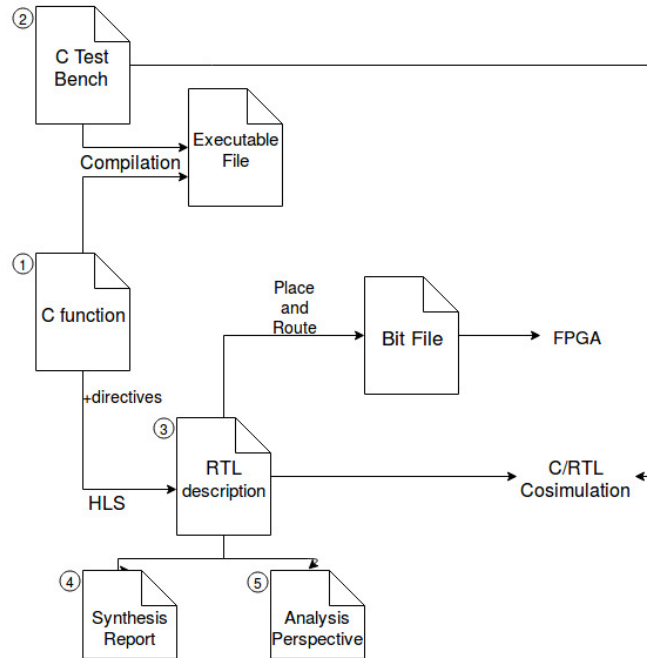 2
C Test
Bench
Executable
File
Compilation
1
C function
Place
and
Route
Bit File
FPGA
+directives
3
RTL
description
C/RTL
Cosimulation
HLS
4
Synthesis
Report
5
Analysis
Perspective